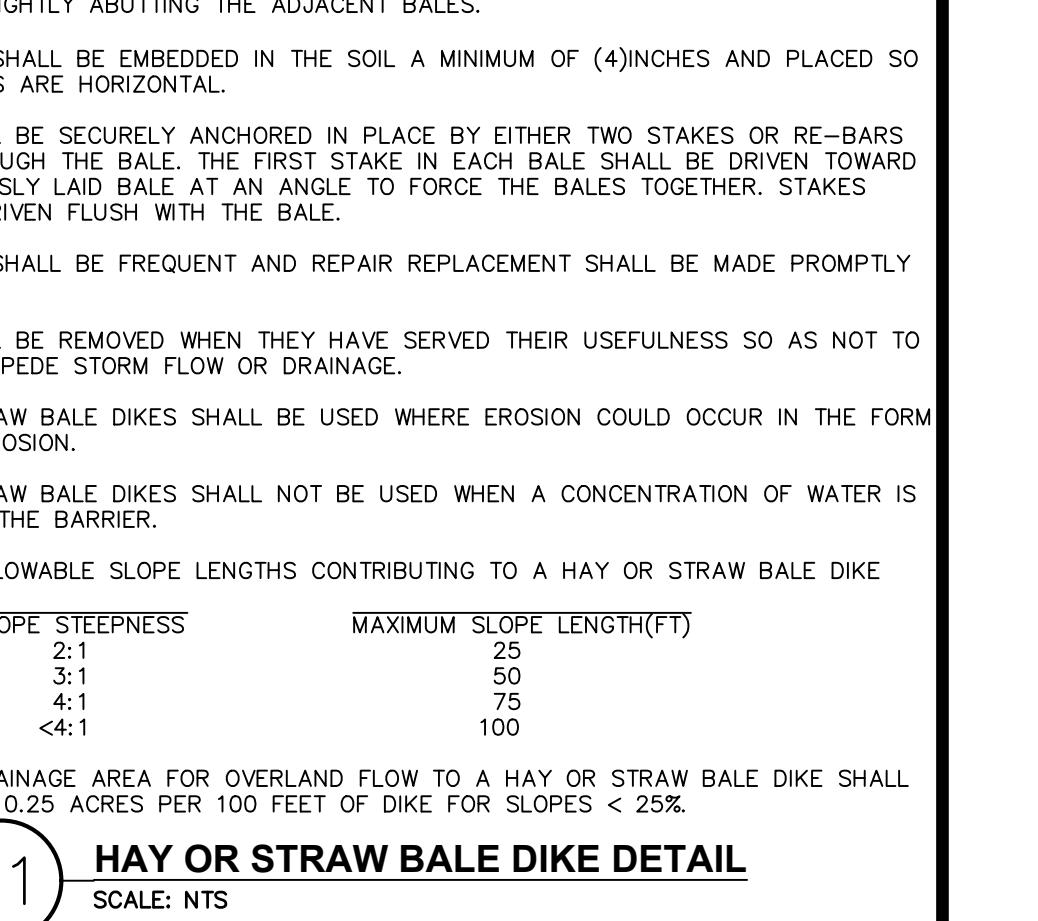 IGHTLY ABUTTING THE ADJACENT BALES.
SHALL BE EMBEDDED IN THE SOIL A MINIMUM OF (4)INCHES AND PLACED SO
S ARE HORIZONTAL.
BE SECURELY ANCHORED IN PLACE BY EITHER TWO STAKES OR RE-BARS
UGH THE BALE. THE FIRST STAKE IN EACH BALE SHALL BE DRIVEN TOWARD
SLY LAID BALE AT AN ANGLE TO FORCE THE BALES TOGETHER. STAKES
RIVEN FLUSH WITH THE BALE.
SHALL BE FREQUENT AND REPAIR REPLACEMENT SHALL BE MADE PROMPTLY
BE REMOVED WHEN THEY HAVE SERVED THEIR USEFULNESS SO AS NOT TO
PEDE STORM FLOW OR DRAINAGE.
AW BALE DIKES SHALL BE USED WHERE EROSION COULD OCCUR IN THE FORM
OSION.
AW BALE DIKES SHALL NOT BE USED WHEN A CONCENTRATION OF WATER IS
THE BARRIER.
LOWABLE SLOPE LENGTHS CONTRIBUTING TO A HAY OR STRAW BALE DIKE
OPE STEEPNESS MAXIMUM SLOPE LENGTH(FT)
2:1 25
3:1 50
4:1 75
<4:1 100
AINAGE AREA FOR OVERLAND FLOW TO A HAY OR STRAW BALE DIKE SHALL
0.25 ACRES PER 100 FEET OF DIKE FOR SLOPES < 25%.
1 HAY OR STRAW BALE DIKE DETAIL
SCALE: NTS